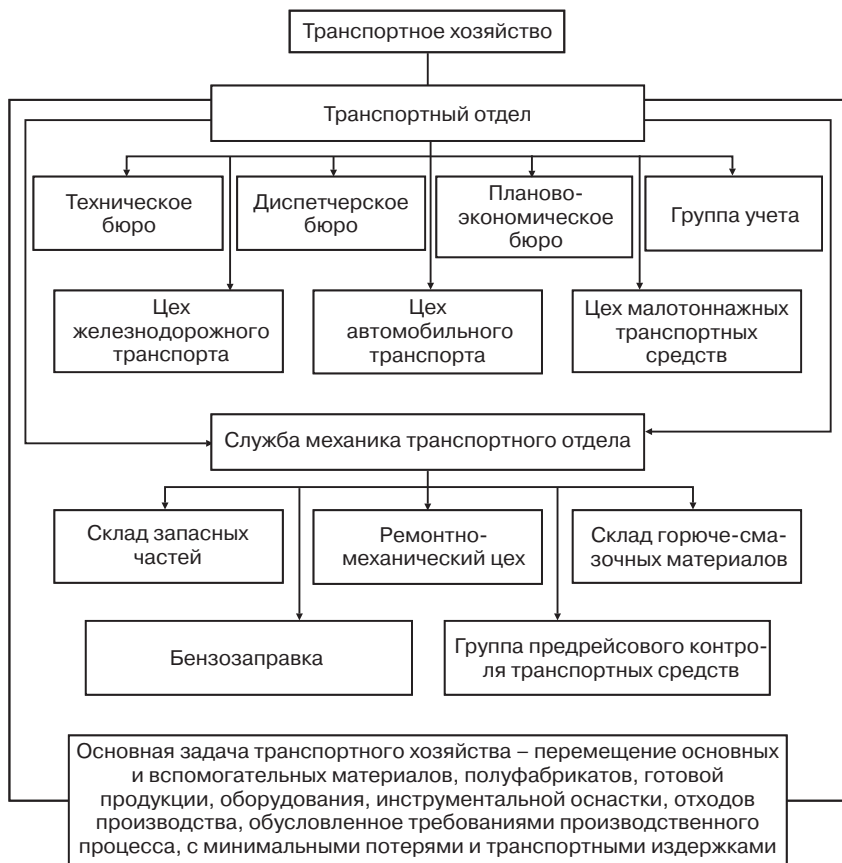 Транспортное хозяйство
Транспортный отдел
Техническое
бюро
Диспетчерское
бюро
Планово-
экономическое
бюро
Группа учета
Цех
железнодорожного
транспорта
Цех
автомобильного
транспорта
Цех малотоннажных
транспортных
средств
Служба механика транспортного отдела
Склад запасных
частей
Ремонтно-
механический цех
Склад горюче-сма-
зочных материалов
Бензозаправка
Группа предрейсового контро-
ля транспортных средств
Основная задача транспортного хозяйства – перемещение основных
и вспомогательных материалов, полуфабрикатов, готовой
продукции, оборудования, инструментальной оснастки, отходов
производства, обусловленное требованиями производственного
процесса, с минимальными потерями и транспортными издержками